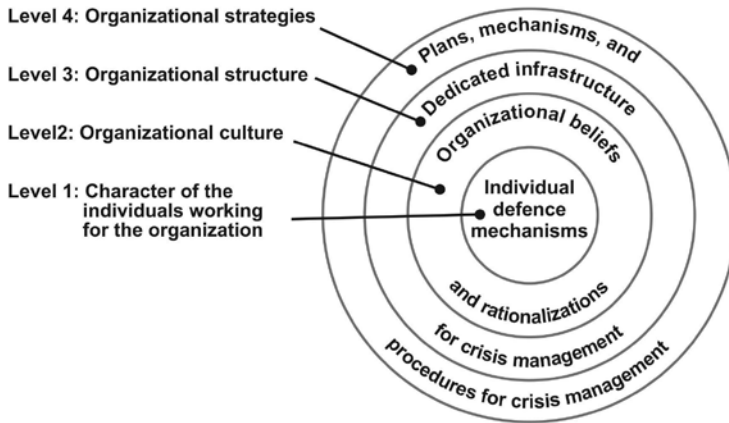 Level 4: Organizational strategies
Level 3: Organizational structure
Level2: Organizational culture
Level 1: Character of the
individuals working
for the organization
Plans, mechanisms, and
Dedicated infrastructure
Organizational beliefs
Individual
defence
mechanisms
and rationalizations
for crisis management
procedures for crisis management